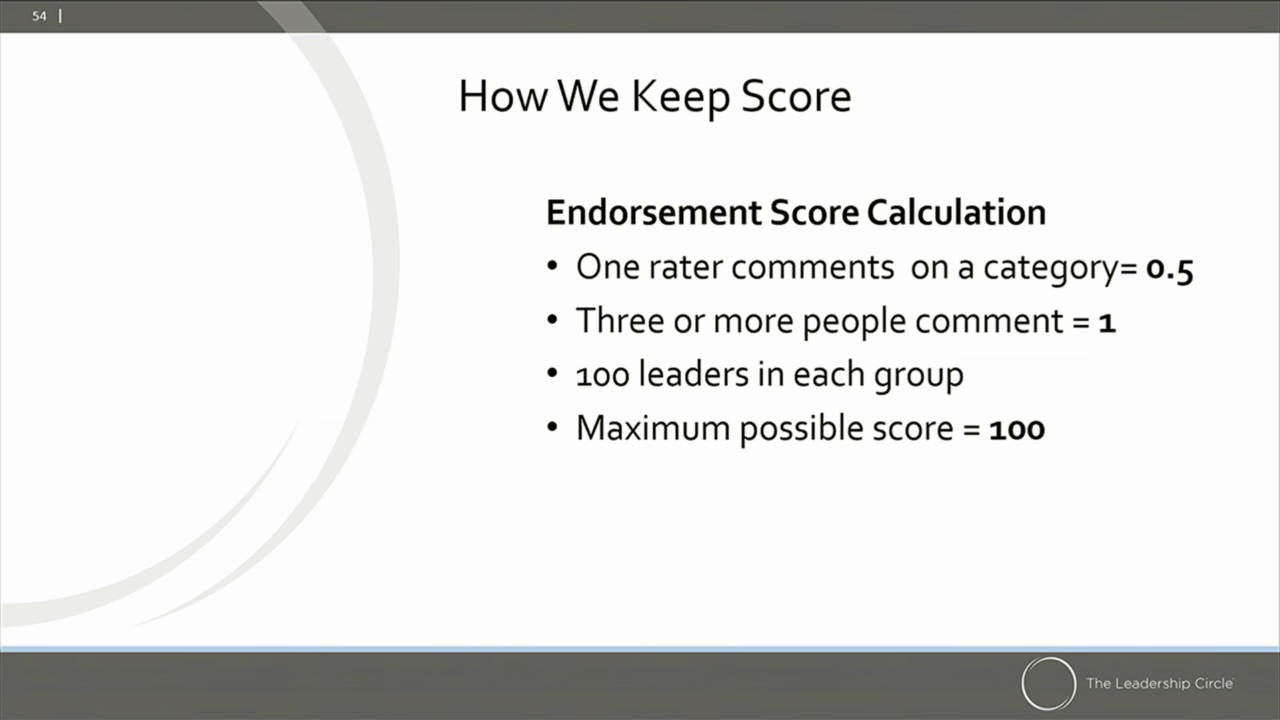 54 |
How We Keep Score
Endorsement Score Calculation
• One rater comments on a category= 0.5
• Three or more people comment = 1
• 100 leaders in each group
• Maximum possible score = 100
The Leadership Circle